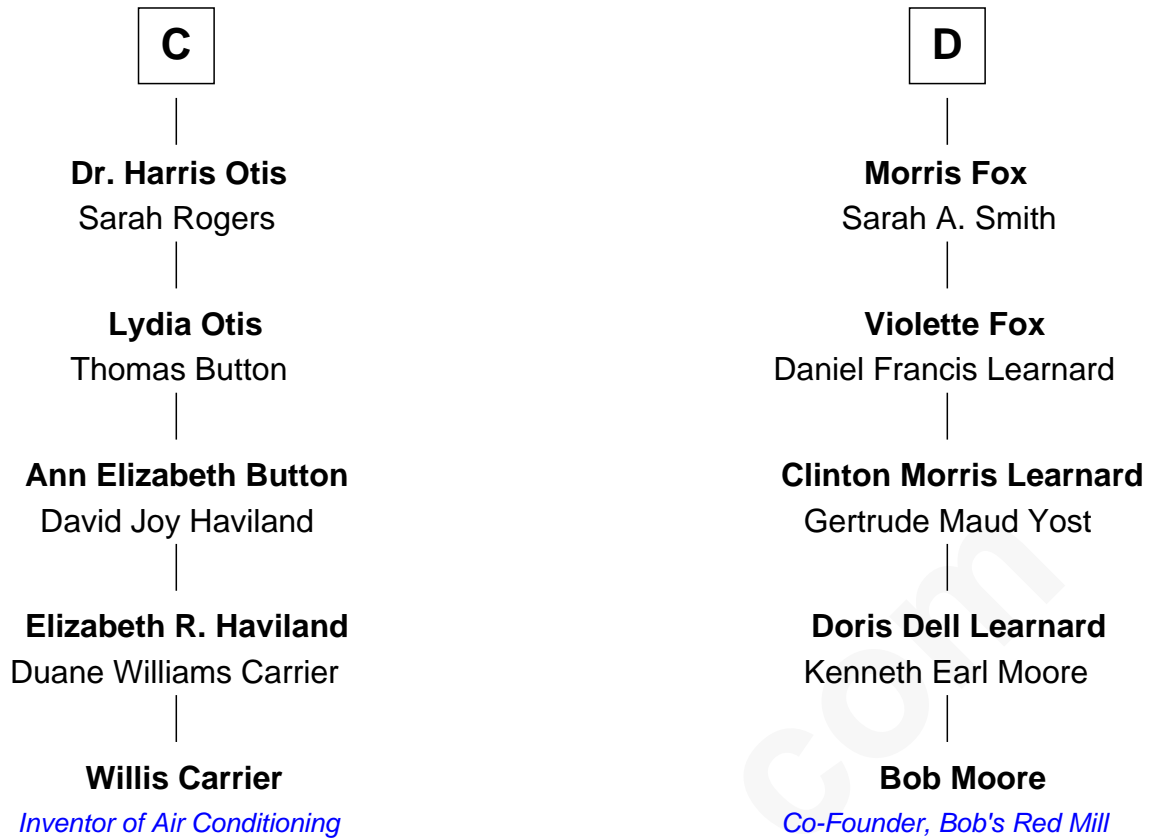 C
Dr. Harris Otis
Sarah Rogers
Lydia Otis
Thomas Button
Ann Elizabeth Button
David Joy Haviland
Elizabeth R. Haviland
Duane Williams Carrier
Willis Carrier
Inventor of Air Conditioning
D
Morris Fox
Sarah A. Smith
Violette Fox
Daniel Francis Learnard
Clinton Morris Learnard
Gertrude Maud Yost
Doris Dell Learnard
Kenneth Earl Moore
Bob Moore
Co-Founder, Bob's Red Mill
com